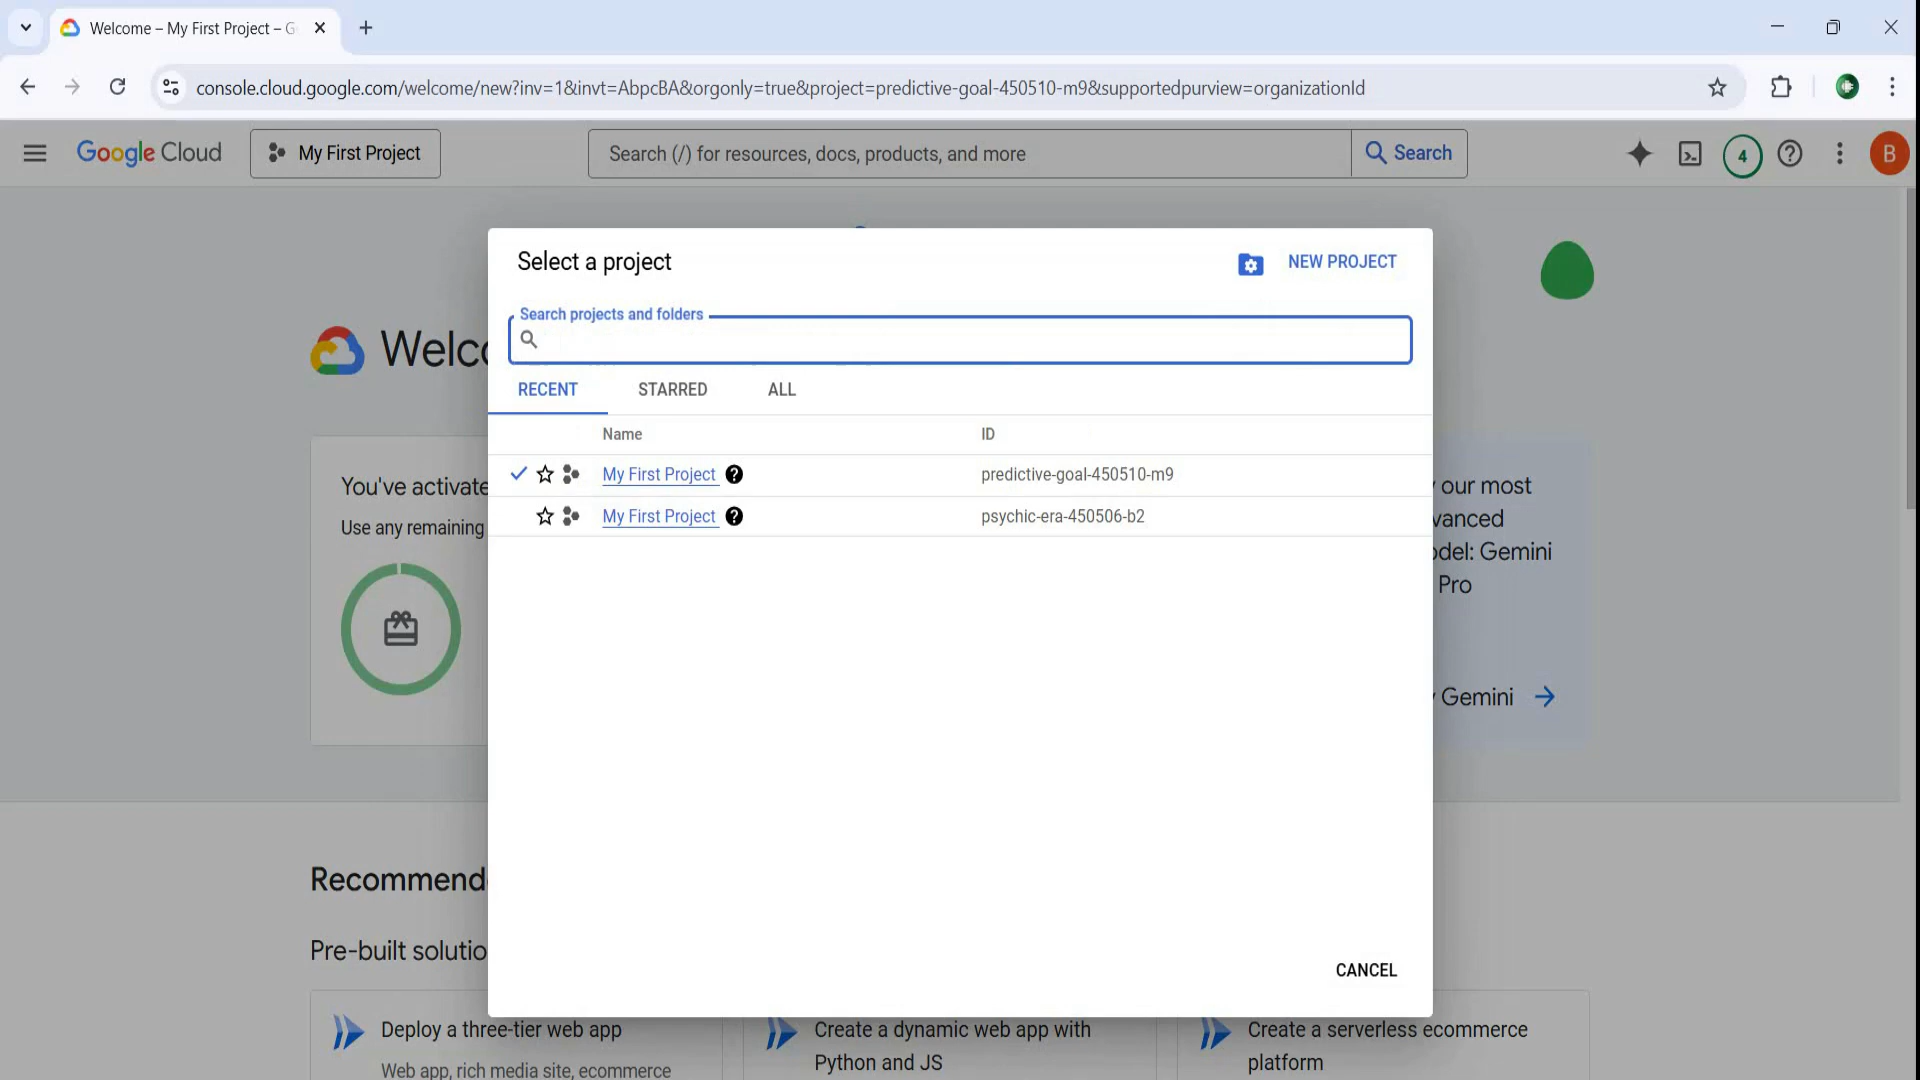 Welcome – My First Project – G
console.cloud.google.com/welcome/new?inv=1&invt=AbpcBA&orgonly=true&project=predictive-goal-450510-m9&supportedpurview=organizationId
Google Cloud
My First Project
Search (/) for resources, docs, products, and more
Search
4
B
Select a project
NEW PROJECT
Search projects and folders
RECENT STARRED ALL
Name ID
My First Project predictive-goal-450510-m9
My First Project psychic-era-450506-b2
CANCEL
Welc
You've activate
Use any remaining
our most
Gemini
Pro
Gemini
Recommend
Pre-built solutio
Deploy a three-tier web app
Web app, rich media site, ecommerce
Create a dynamic web app with
Python and JS
Create a serverless ecommerce
platform